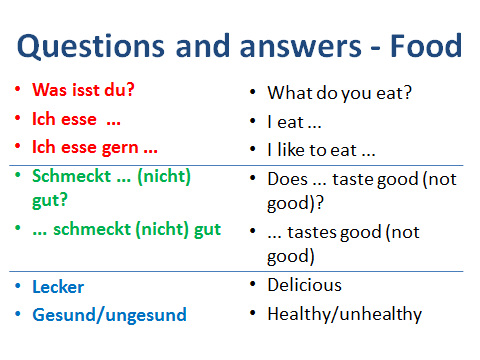 Questions and answers - Food
• Was isst du?
• Ich esse ...
• Ich esse gern ...
• Schmeckt ... (nicht)
gut?
• ... schmeckt (nicht) gut
• Lecker
• Gesund/ungesund
• What do you eat?
• I eat ...
• I like to eat ...
• Does ... taste good (not
good)?
• ... tastes good (not
good)
• Delicious
• Healthy/unhealthy